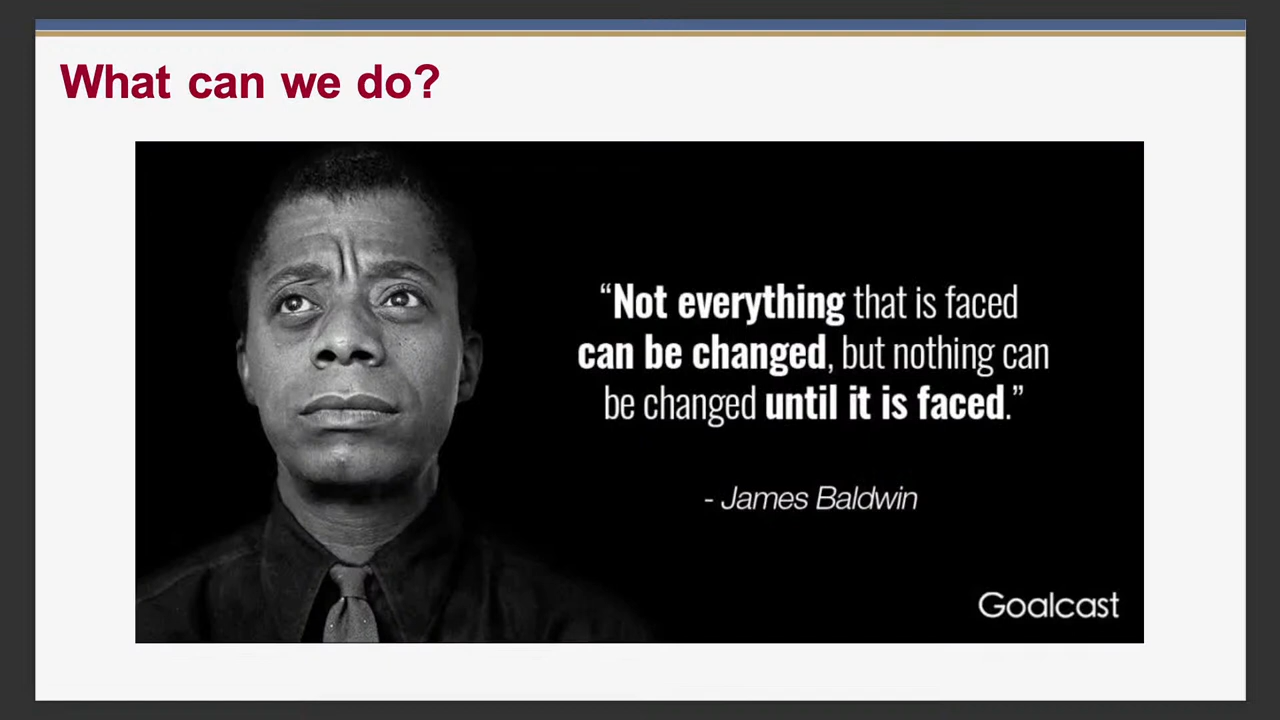 What can we do?
“Not everything that is faced
can be changed, but nothing can
be changed until it is faced.”
- James Baldwin
Goalcast